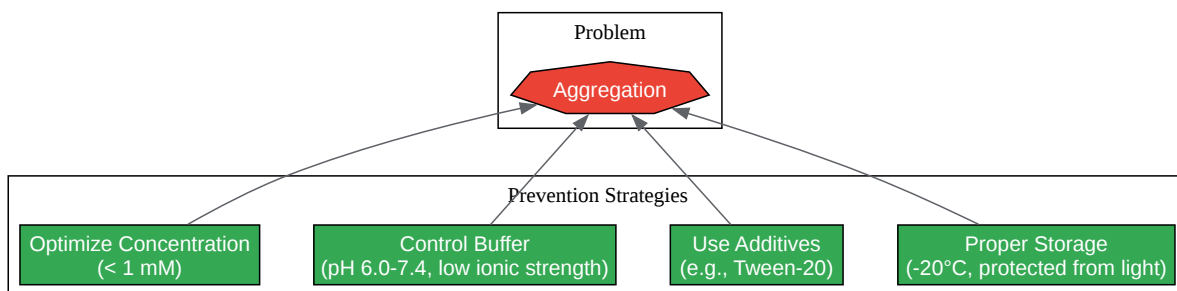 Problem
Aggregation
Prevention Strategies
Optimize Concentration
(< 1 mM)
Control Buffer
(pH 6.0-7.4, low ionic strength)
Use Additives
(e.g., Tween-20)
Proper Storage
(-20°C, protected from light)